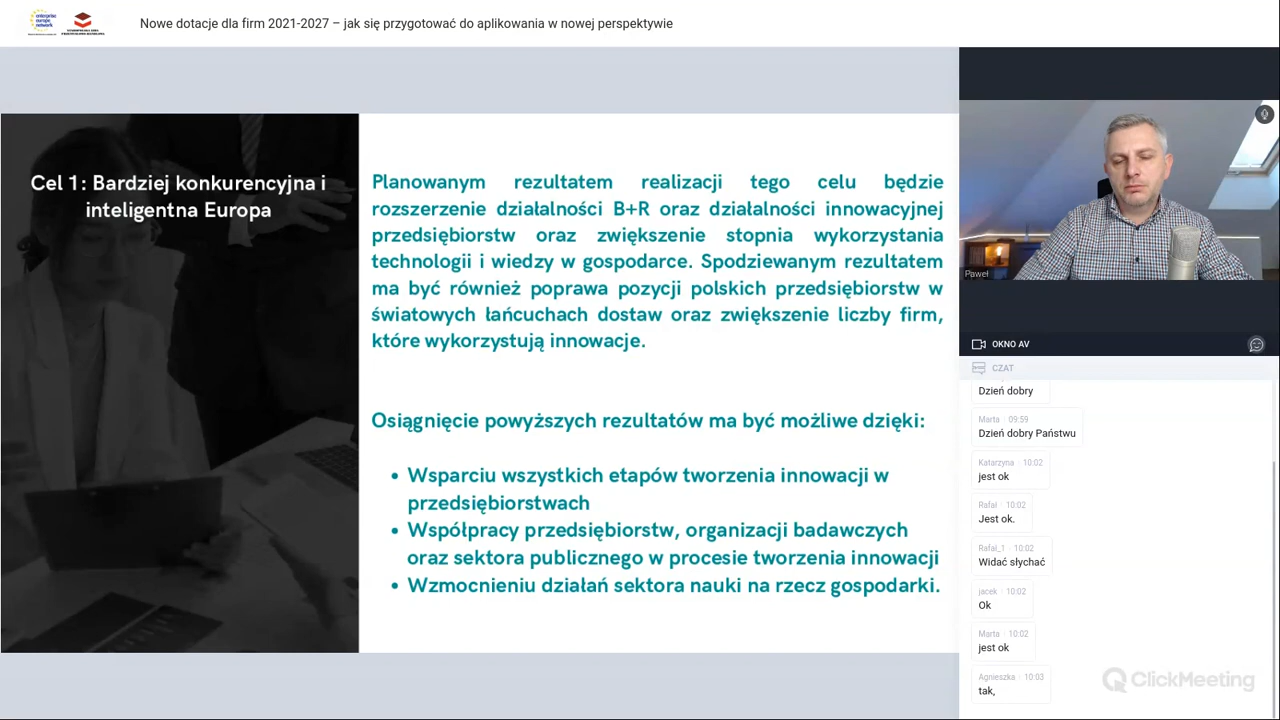 enterprise
europe
network
Nowe dotacje dla firm 2021-2027 – jak się przygotować do aplikowania w nowej perspektywie
Cel 1: Bardziej konkurencyjna i
inteligentna Europa
Planowanym rezultatem realizacji tego celu będzie
rozszerzenie działalności B+R oraz działalności innowacyjnej
przedsiębiorstw oraz zwiększenie stopnia wykorzystania
technologii i wiedzy w gospodarce. Spodziewanym rezultatem
ma być również poprawa pozycji polskich przedsiębiorstw w
światowych łańcuchach dostaw oraz zwiększenie liczby firm,
które wykorzystują innowacje.
Osiągnięcie powyższych rezultatów ma być możliwe dzięki:
• Wsparciu wszystkich etapów tworzenia innowacji w
przedsiębiorstwach
• Współpracy przedsiębiorstw, organizacji badawczych
oraz sektora publicznego w procesie tworzenia innowacji
• Wzmocnieniu działań sektora nauki na rzecz gospodarki.
Paweł
OKNO AV
CZAT
Dzień dobry
Marta 09:59
Dzień dobry Państwu
Katarzyna 10:02
jest ok
Rafał 10:02
Jest ok.
Rafał_1 10:02
Widać słychać
jacek 10:02
Ok
Marta 10:02
jest ok
Agnieszka 10:03
tak,
ClickMeeting